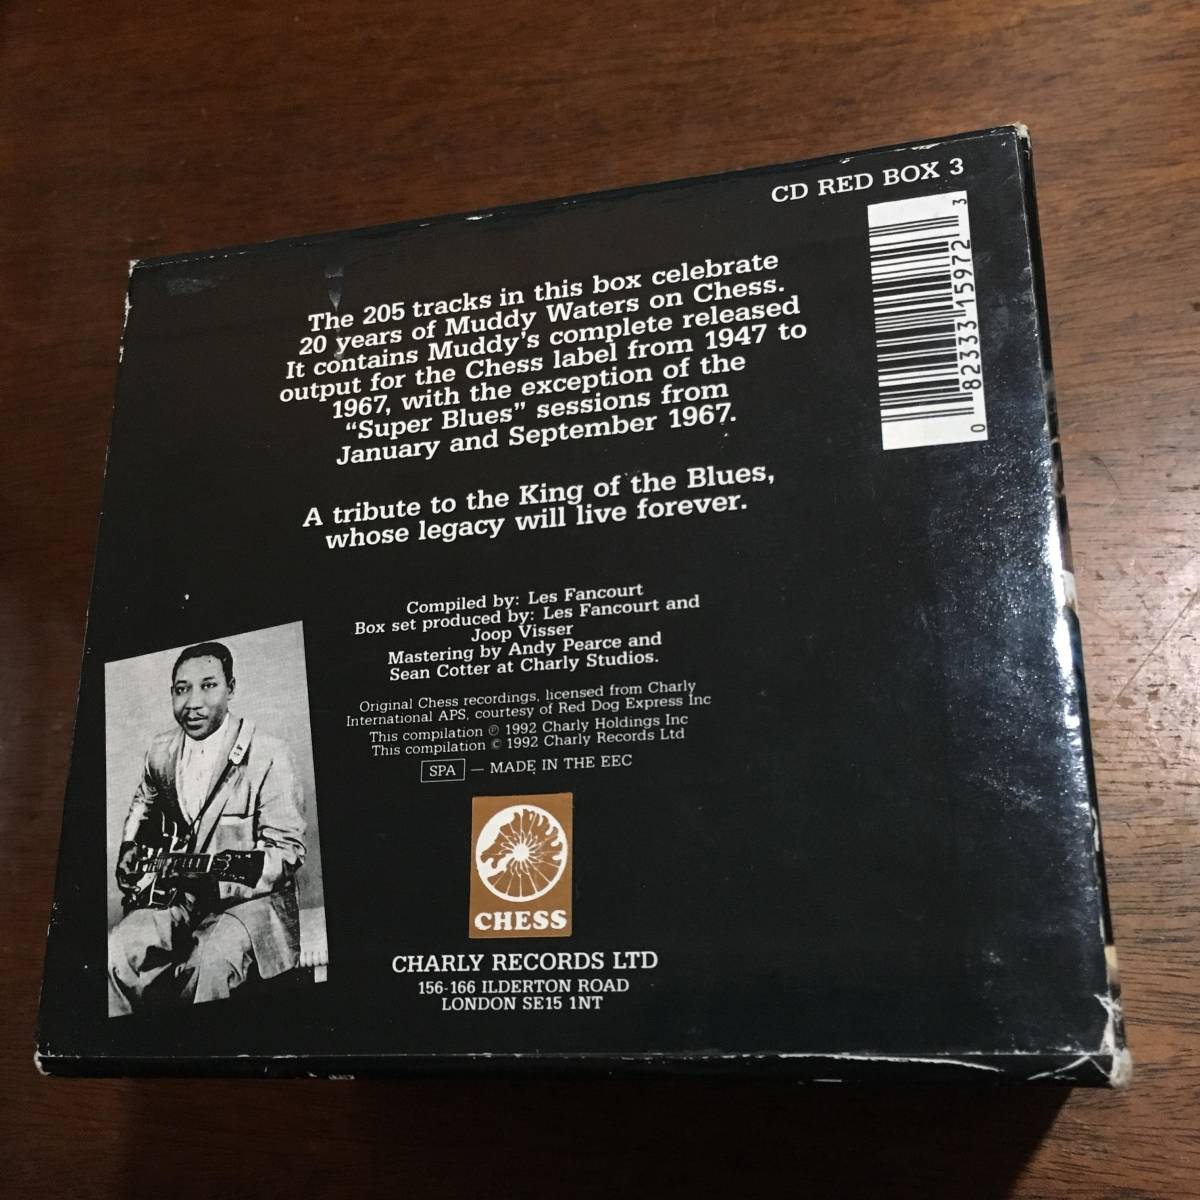 CD RED BOX 3
The 205 tracks in this box celebrate
20 years of Muddy Waters on Chess.
It contains Muddy's complete released
output for the Chess label from 1947 to
1967, with the exception of the
“Super Blues” sessions from
January and September 1967.
A tribute to the King of the Blues,
whose legacy will live forever.
0 82333 15972 3
Compiled by: Les Fancourt
Box set produced by: Les Fancourt and
Joop Visser
Mastering by Andy Pearce and
Sean Cotter at Charly Studios.
Original Chess recordings, licensed from Charly
International APS, courtesy of Red Dog Express Inc
This compilation ℗ 1992 Charly Holdings Inc
This compilation © 1992 Charly Records Ltd
SPA — MADE IN THE EEC
CHESS
CHARLY RECORDS LTD
156-166 ILDERTON ROAD
LONDON SE15 1NT